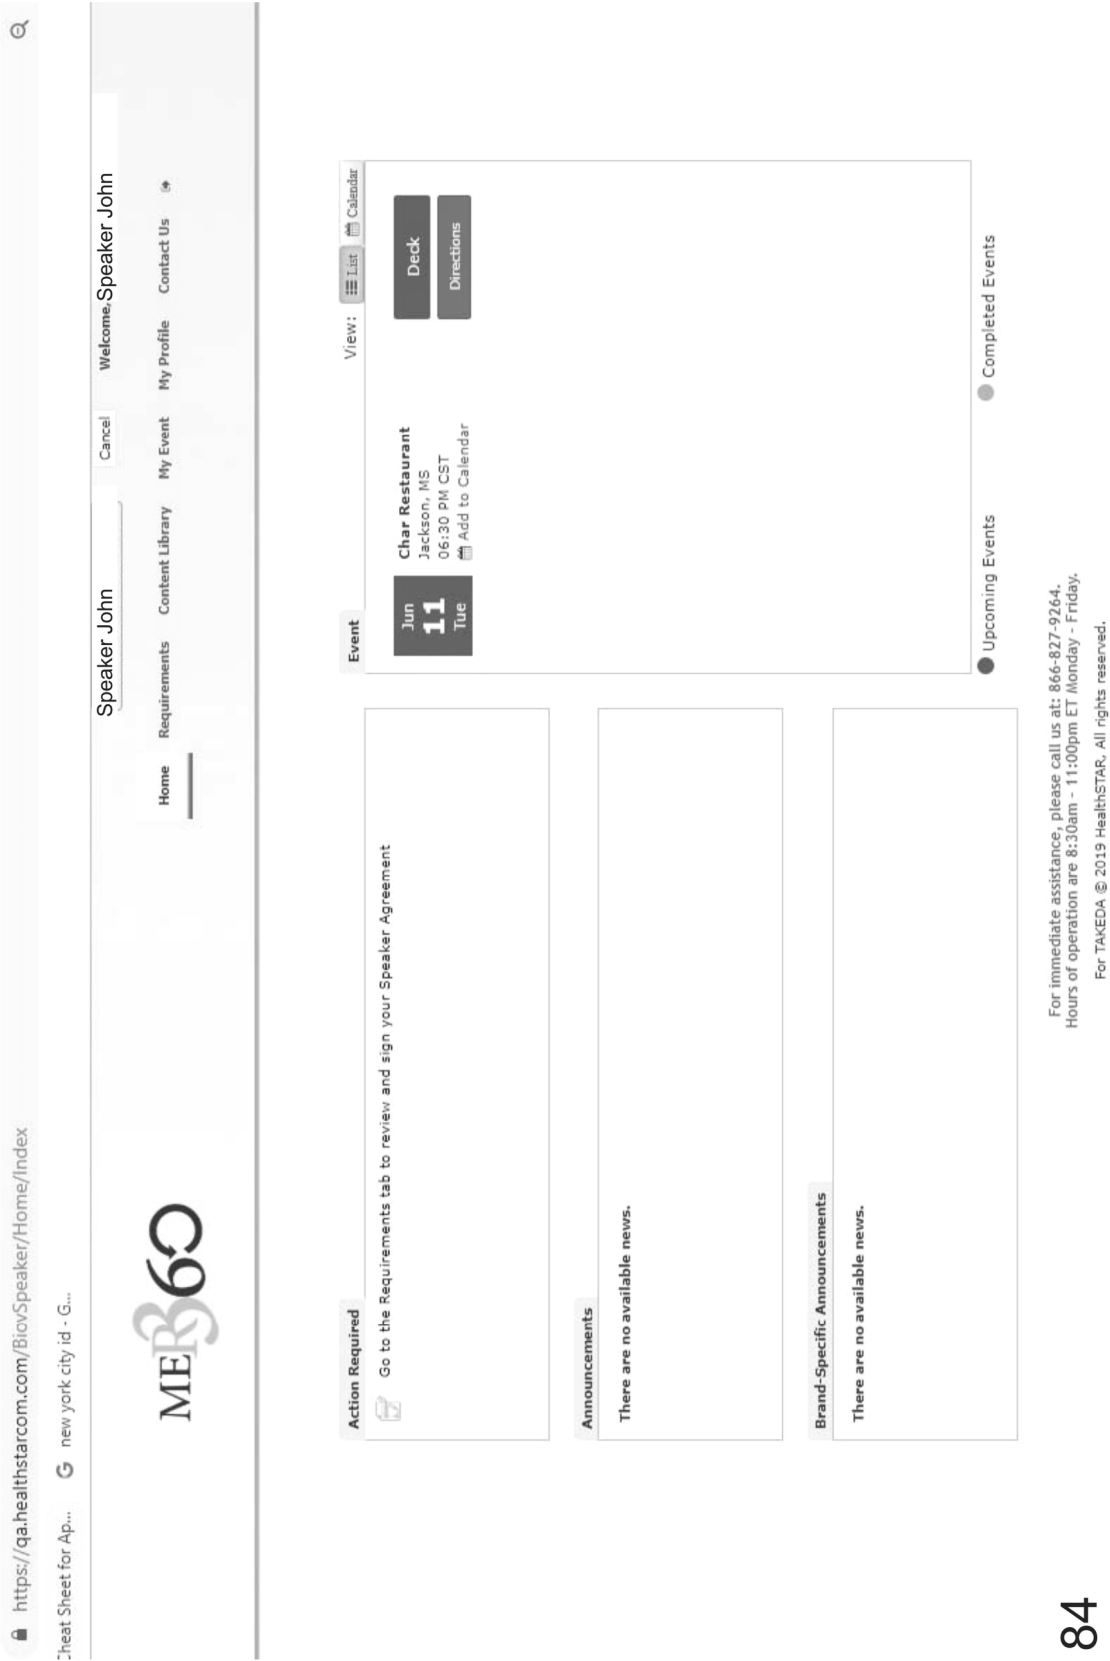 https://qa.healthstarcom.com/BiovSpeaker/Home/Index
Cheat Sheet for Ap... G new york city id - G...
Speaker John Cancel Welcome, Speaker John
MERS60
Home Requirements Content Library My Event My Profile Contact Us
Action Required
Go to the Requirements tab to review and sign your Speaker Agreement
Announcements
There are no available news.
Brand-Specific Announcements
There are no available news.
Event View: List Calendar
Jun
11
Tue
Char Restaurant
Jackson, MS
06:30 PM CST
Add to Calendar
Deck
Directions
Upcoming Events Completed Events
For immediate assistance, please call us at: 866-827-9264.
Hours of operation are 8:30am - 11:00pm ET Monday - Friday.
For TAKEDA © 2019 HealthSTAR, All rights reserved.
84